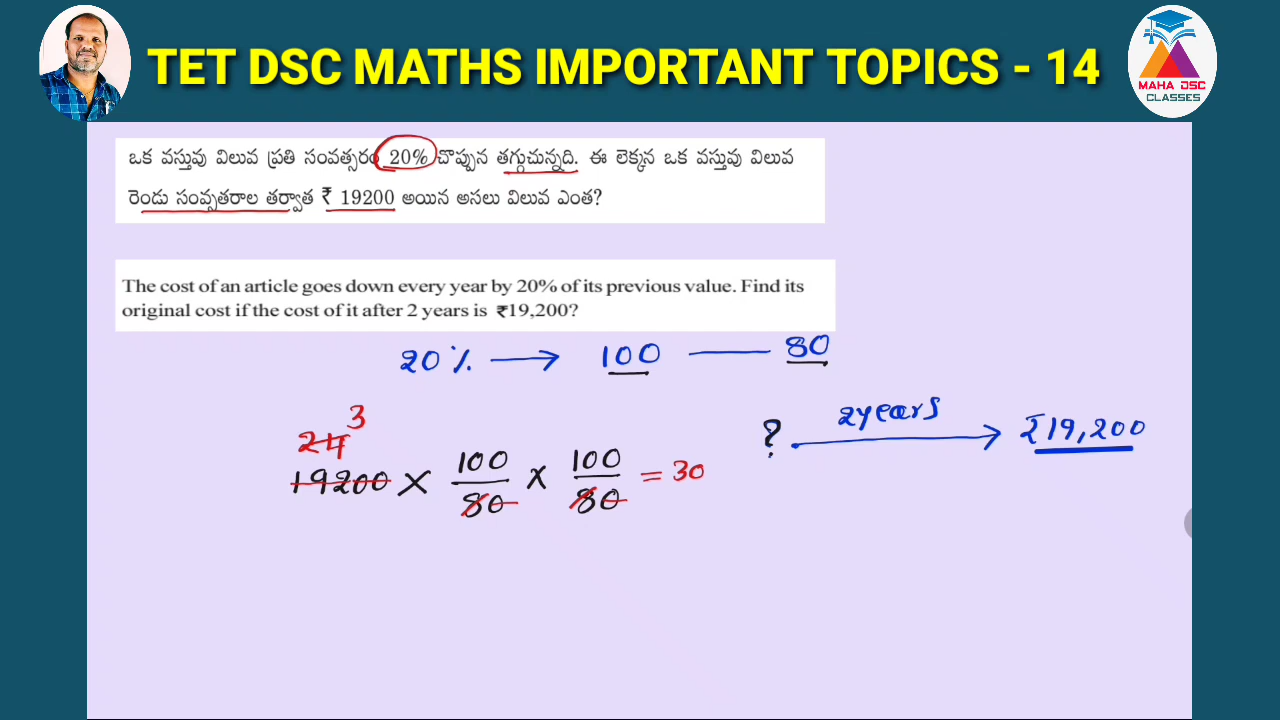 TET DSC MATHS IMPORTANT TOPICS - 14
MAHA DSC
CLASSES
ఒక వస్తువు విలువ ప్రతి సంవత్సరం 20% చొప్పున తగ్గుచున్నది. ఈ లెక్కన ఒక వస్తువు విలువ
రెండు సంవ్సతరాల తర్వాత ₹ 19200 అయిన అసలు విలువ ఎంత?
The cost of an article goes down every year by 20% of its previous value. Find its
original cost if the cost of it after 2 years is ₹19,200?
20% → 100 — 80
? 2years → ₹19,200
24 3
19200 × 100/80 × 100/80 = 30